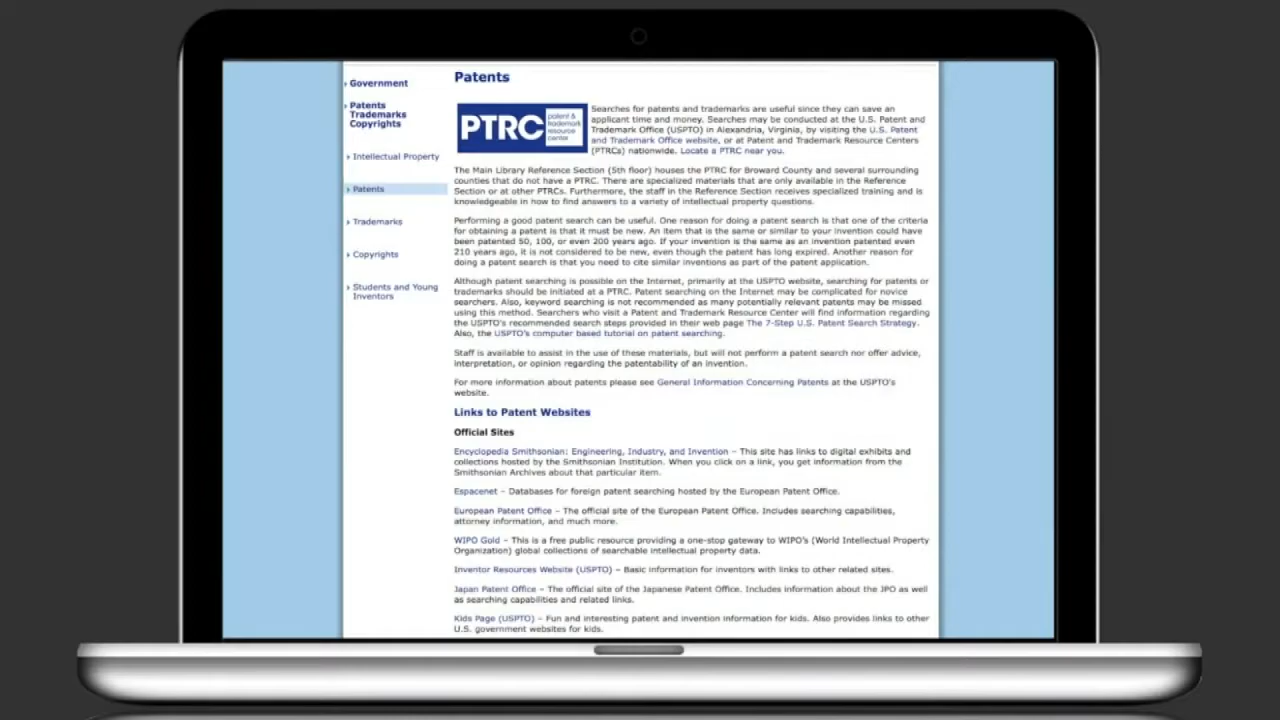 Government
Patents
Trademarks
Copyrights
Intellectual Property
Patents
Trademarks
Copyrights
Students and Young
Inventors
Patents
PTRC
patent &
trademark
resource
center
Searches for patents and trademarks are useful since they can save an
applicant time and money. Searches may be conducted at the U.S. Patent and
Trademark Office (USPTO) in Alexandria, Virginia, by visiting the U.S. Patent
and Trademark Office website, or at Patent and Trademark Resource Centers
(PTRCs) nationwide. Locate a PTRC near you.
The Main Library Reference Section (5th floor) houses the PTRC for Broward County and several surrounding
counties that do not have a PTRC. There are specialized materials that are only available in the Reference
Section or at other PTRCs. Furthermore, the staff in the Reference Section receives specialized training and is
knowledgeable in how to find answers to a variety of intellectual property questions.
Performing a good patent search can be useful. One reason for doing a patent search is that one of the criteria
for obtaining a patent is that it must be new. An item that is the same or similar to your invention could have
been patented 50, 100, or even 200 years ago. If your invention is the same as an invention patented even
210 years ago, it is not considered to be new, even though the patent has long expired. Another reason for
doing a patent search is that you need to cite similar inventions as part of the patent application.
Although patent searching is possible on the Internet, primarily at the USPTO website, searching for patents or
trademarks should be initiated at a PTRC. Patent searching on the Internet may be complicated for novice
searchers. Also, keyword searching is not recommended as many potentially relevant patents may be missed
using this method. Searchers who visit a Patent and Trademark Resource Center will find information regarding
the USPTO's recommended search steps provided in their web page The 7-Step U.S. Patent Search Strategy.
Also, the USPTO's computer based tutorial on patent searching.
Staff is available to assist in the use of these materials, but will not perform a patent search nor offer advice,
interpretation, or opinion regarding the patentability of an invention.
For more information about patents please see General Information Concerning Patents at the USPTO's
website.
Links to Patent Websites
Official Sites
Encyclopedia Smithsonian: Engineering, Industry, and Invention – This site has links to digital exhibits and
collections hosted by the Smithsonian Institution. When you click on a link, you get information from the
Smithsonian Archives about that particular item.
Espacenet – Databases for foreign patent searching hosted by the European Patent Office.
European Patent Office – The official site of the European Patent Office. Includes searching capabilities,
attorney information, and much more.
WIPO Gold – This is a free public resource providing a one-stop gateway to WIPO's (World Intellectual Property
Organization) global collections of searchable intellectual property data.
Inventor Resources Website (USPTO) – Basic information for inventors with links to other related sites.
Japan Patent Office – The official site of the Japanese Patent Office. Includes information about the JPO as well
as searching capabilities and related links.
Kids Page (USPTO) – Fun and interesting patent and invention information for kids. Also provides links to other
U.S. government websites for kids.